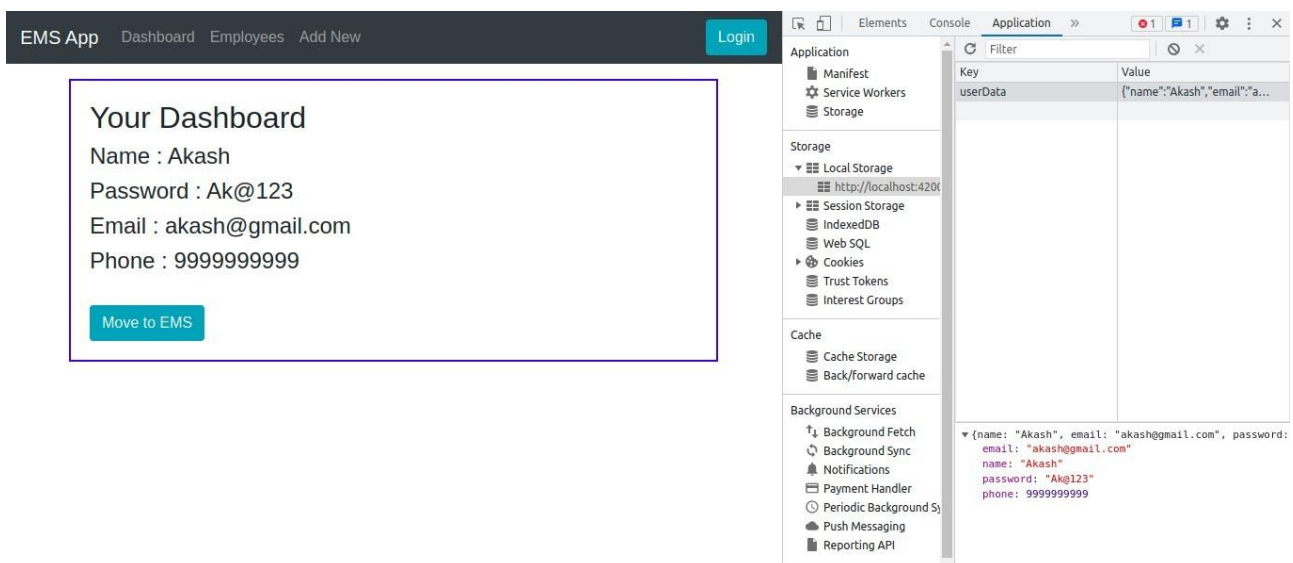 EMS App Dashboard Employees Add New Login
Your Dashboard
Name : Akash
Password : Ak@123
Email : akash@gmail.com
Phone : 9999999999
Move to EMS
Elements Console Application »
1 1
Application
Manifest
Service Workers
Storage
Storage
Local Storage
http://localhost:4200
Session Storage
IndexedDB
Web SQL
Cookies
Trust Tokens
Interest Groups
Cache
Cache Storage
Back/forward cache
Background Services
Background Fetch
Background Sync
Notifications
Payment Handler
Periodic Background Sy
Push Messaging
Reporting API
Filter
Key Value
userData {"name":"Akash","email":"a...
{name: "Akash", email: "akash@gmail.com", password:
email: "akash@gmail.com"
name: "Akash"
password: "Ak@123"
phone: 9999999999